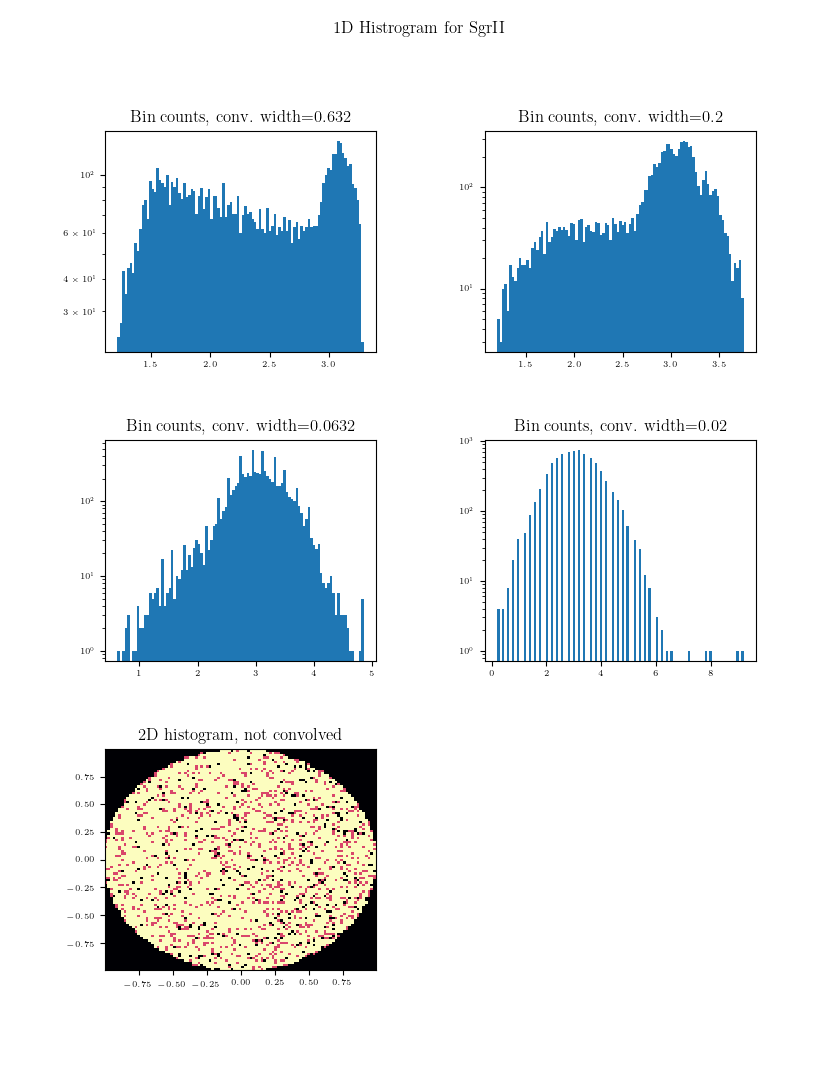 1D Histrogram for SgrII
Bin counts, conv. width=0.632
Bin counts, conv. width=0.2
10²
6 × 10¹
4 × 10¹
3 × 10¹
1.5 2.0 2.5 3.0
10²
10¹
1.5 2.0 2.5 3.0 3.5
Bin counts, conv. width=0.0632
Bin counts, conv. width=0.02
10²
10¹
10⁰
1 2 3 4 5
10³
10²
10¹
10⁰
0 2 4 6 8
2D histogram, not convolved
0.75
0.50
0.25
0.00
−0.25
−0.50
−0.75
−0.75 −0.50 −0.25 0.00 0.25 0.50 0.75